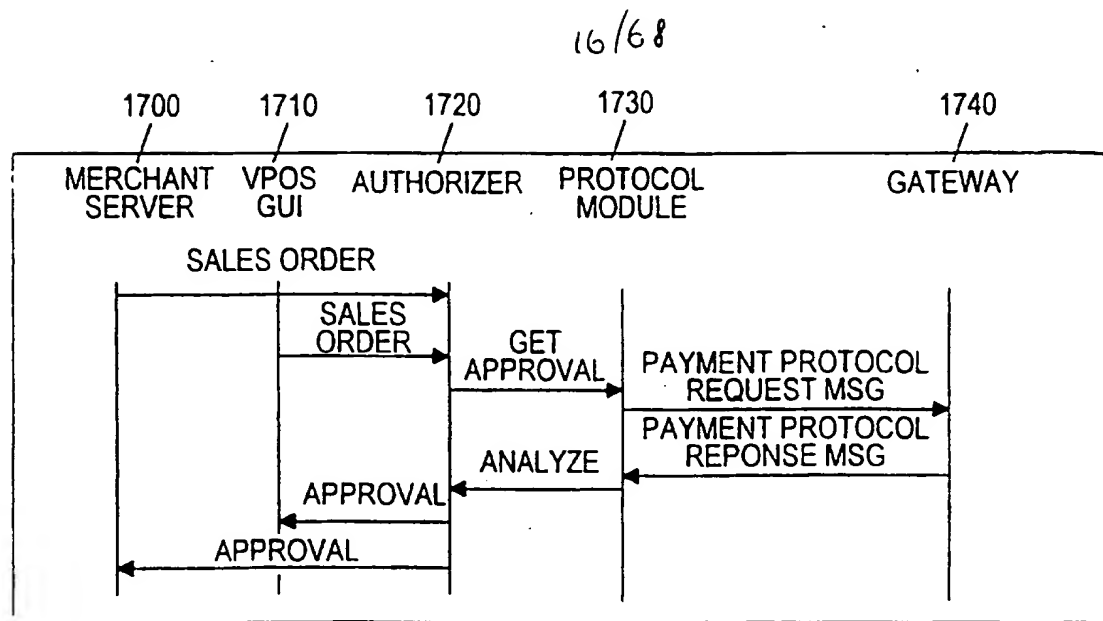 16/68
1700 1710 1720 1730 1740
MERCHANT SERVER
VPOS GUI
AUTHORIZER
PROTOCOL MODULE
GATEWAY
SALES ORDER
SALES
ORDER
GET
APPROVAL
PAYMENT PROTOCOL
REQUEST MSG
PAYMENT PROTOCOL
REPONSE MSG
ANALYZE
APPROVAL
APPROVAL